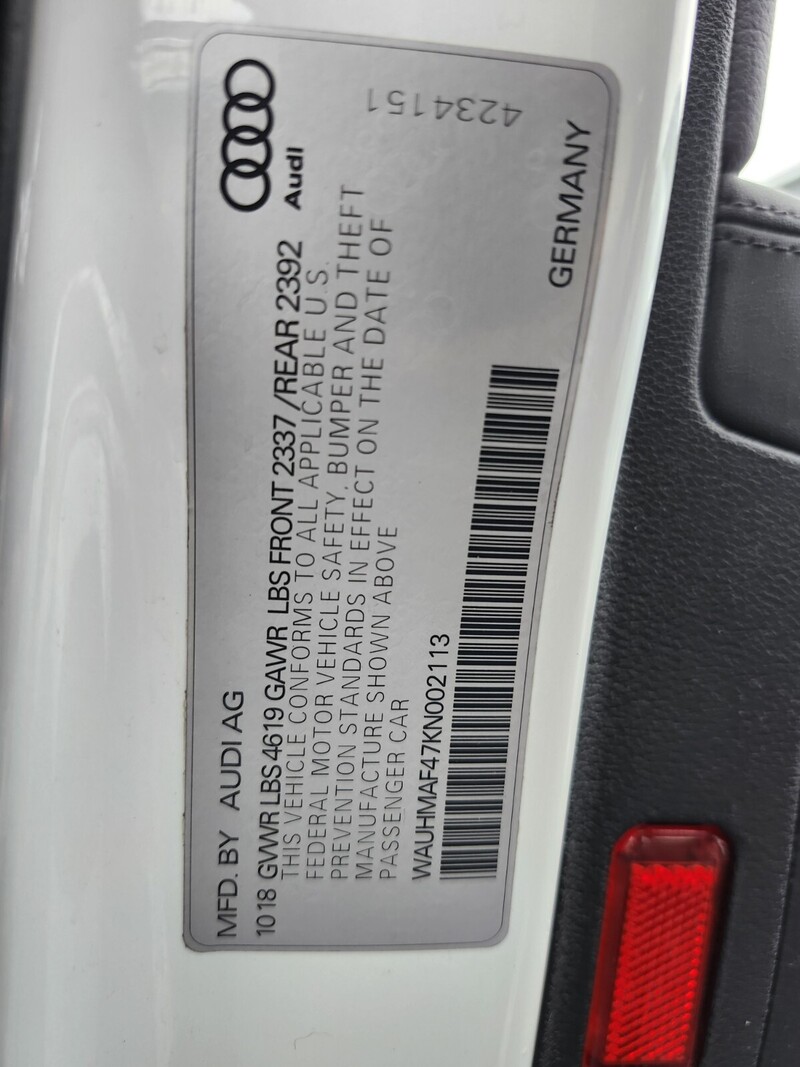 MFD. BY AUDI AG
1018 GVWR LBS 4619 GAWR LBS FRONT 2337 / REAR 2392
THIS VEHICLE CONFORMS TO ALL APPLICABLE U.S.
FEDERAL MOTOR VEHICLE SAFETY, BUMPER AND THEFT
PREVENTION STANDARDS IN EFFECT ON THE DATE OF
MANUFACTURE SHOWN ABOVE
PASSENGER CAR
WAUHMAF47KN002113
Audi
4234151
GERMANY